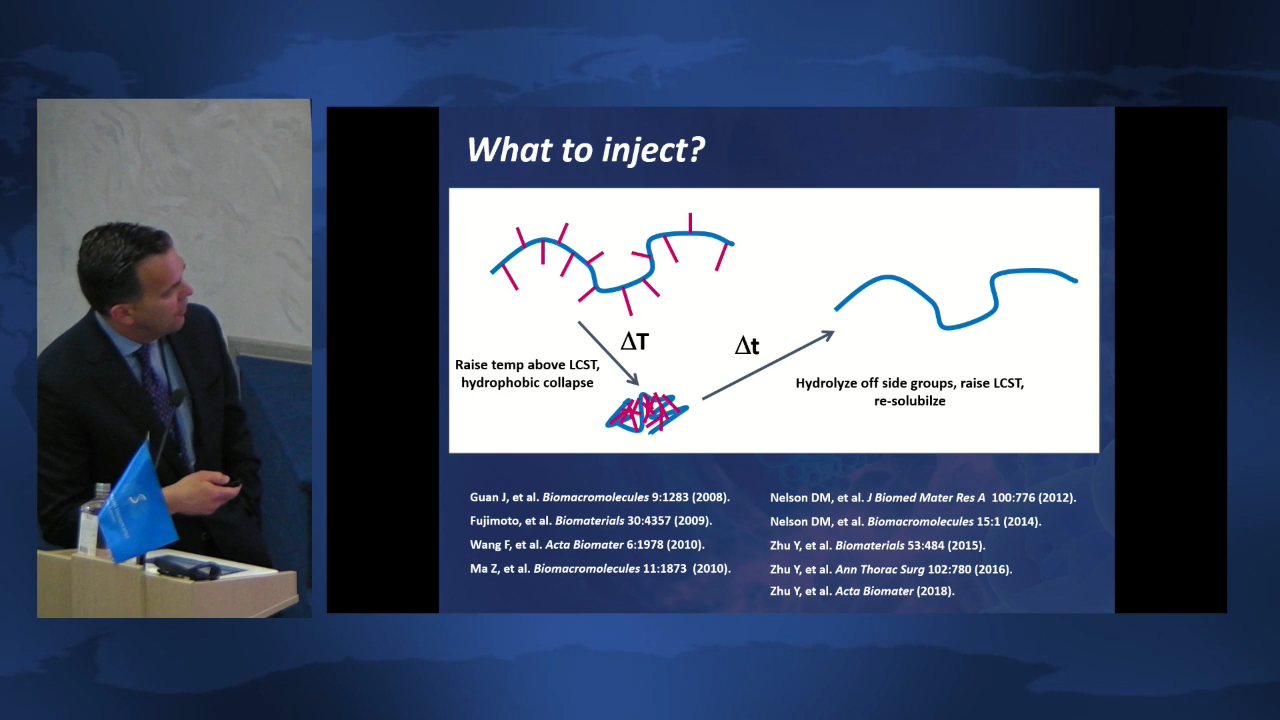 What to inject?
ΔT
Δt
Raise temp above LCST,
hydrophobic collapse
Hydrolyze off side groups, raise LCST,
re-solubilze
Guan J, et al. Biomacromolecules 9:1283 (2008).
Fujimoto, et al. Biomaterials 30:4357 (2009).
Wang F, et al. Acta Biomater 6:1978 (2010).
Ma Z, et al. Biomacromolecules 11:1873 (2010).
Nelson DM, et al. J Biomed Mater Res A 100:776 (2012).
Nelson DM, et al. Biomacromolecules 15:1 (2014).
Zhu Y, et al. Biomaterials 53:484 (2015).
Zhu Y, et al. Ann Thorac Surg 102:780 (2016).
Zhu Y, et al. Acta Biomater (2018).